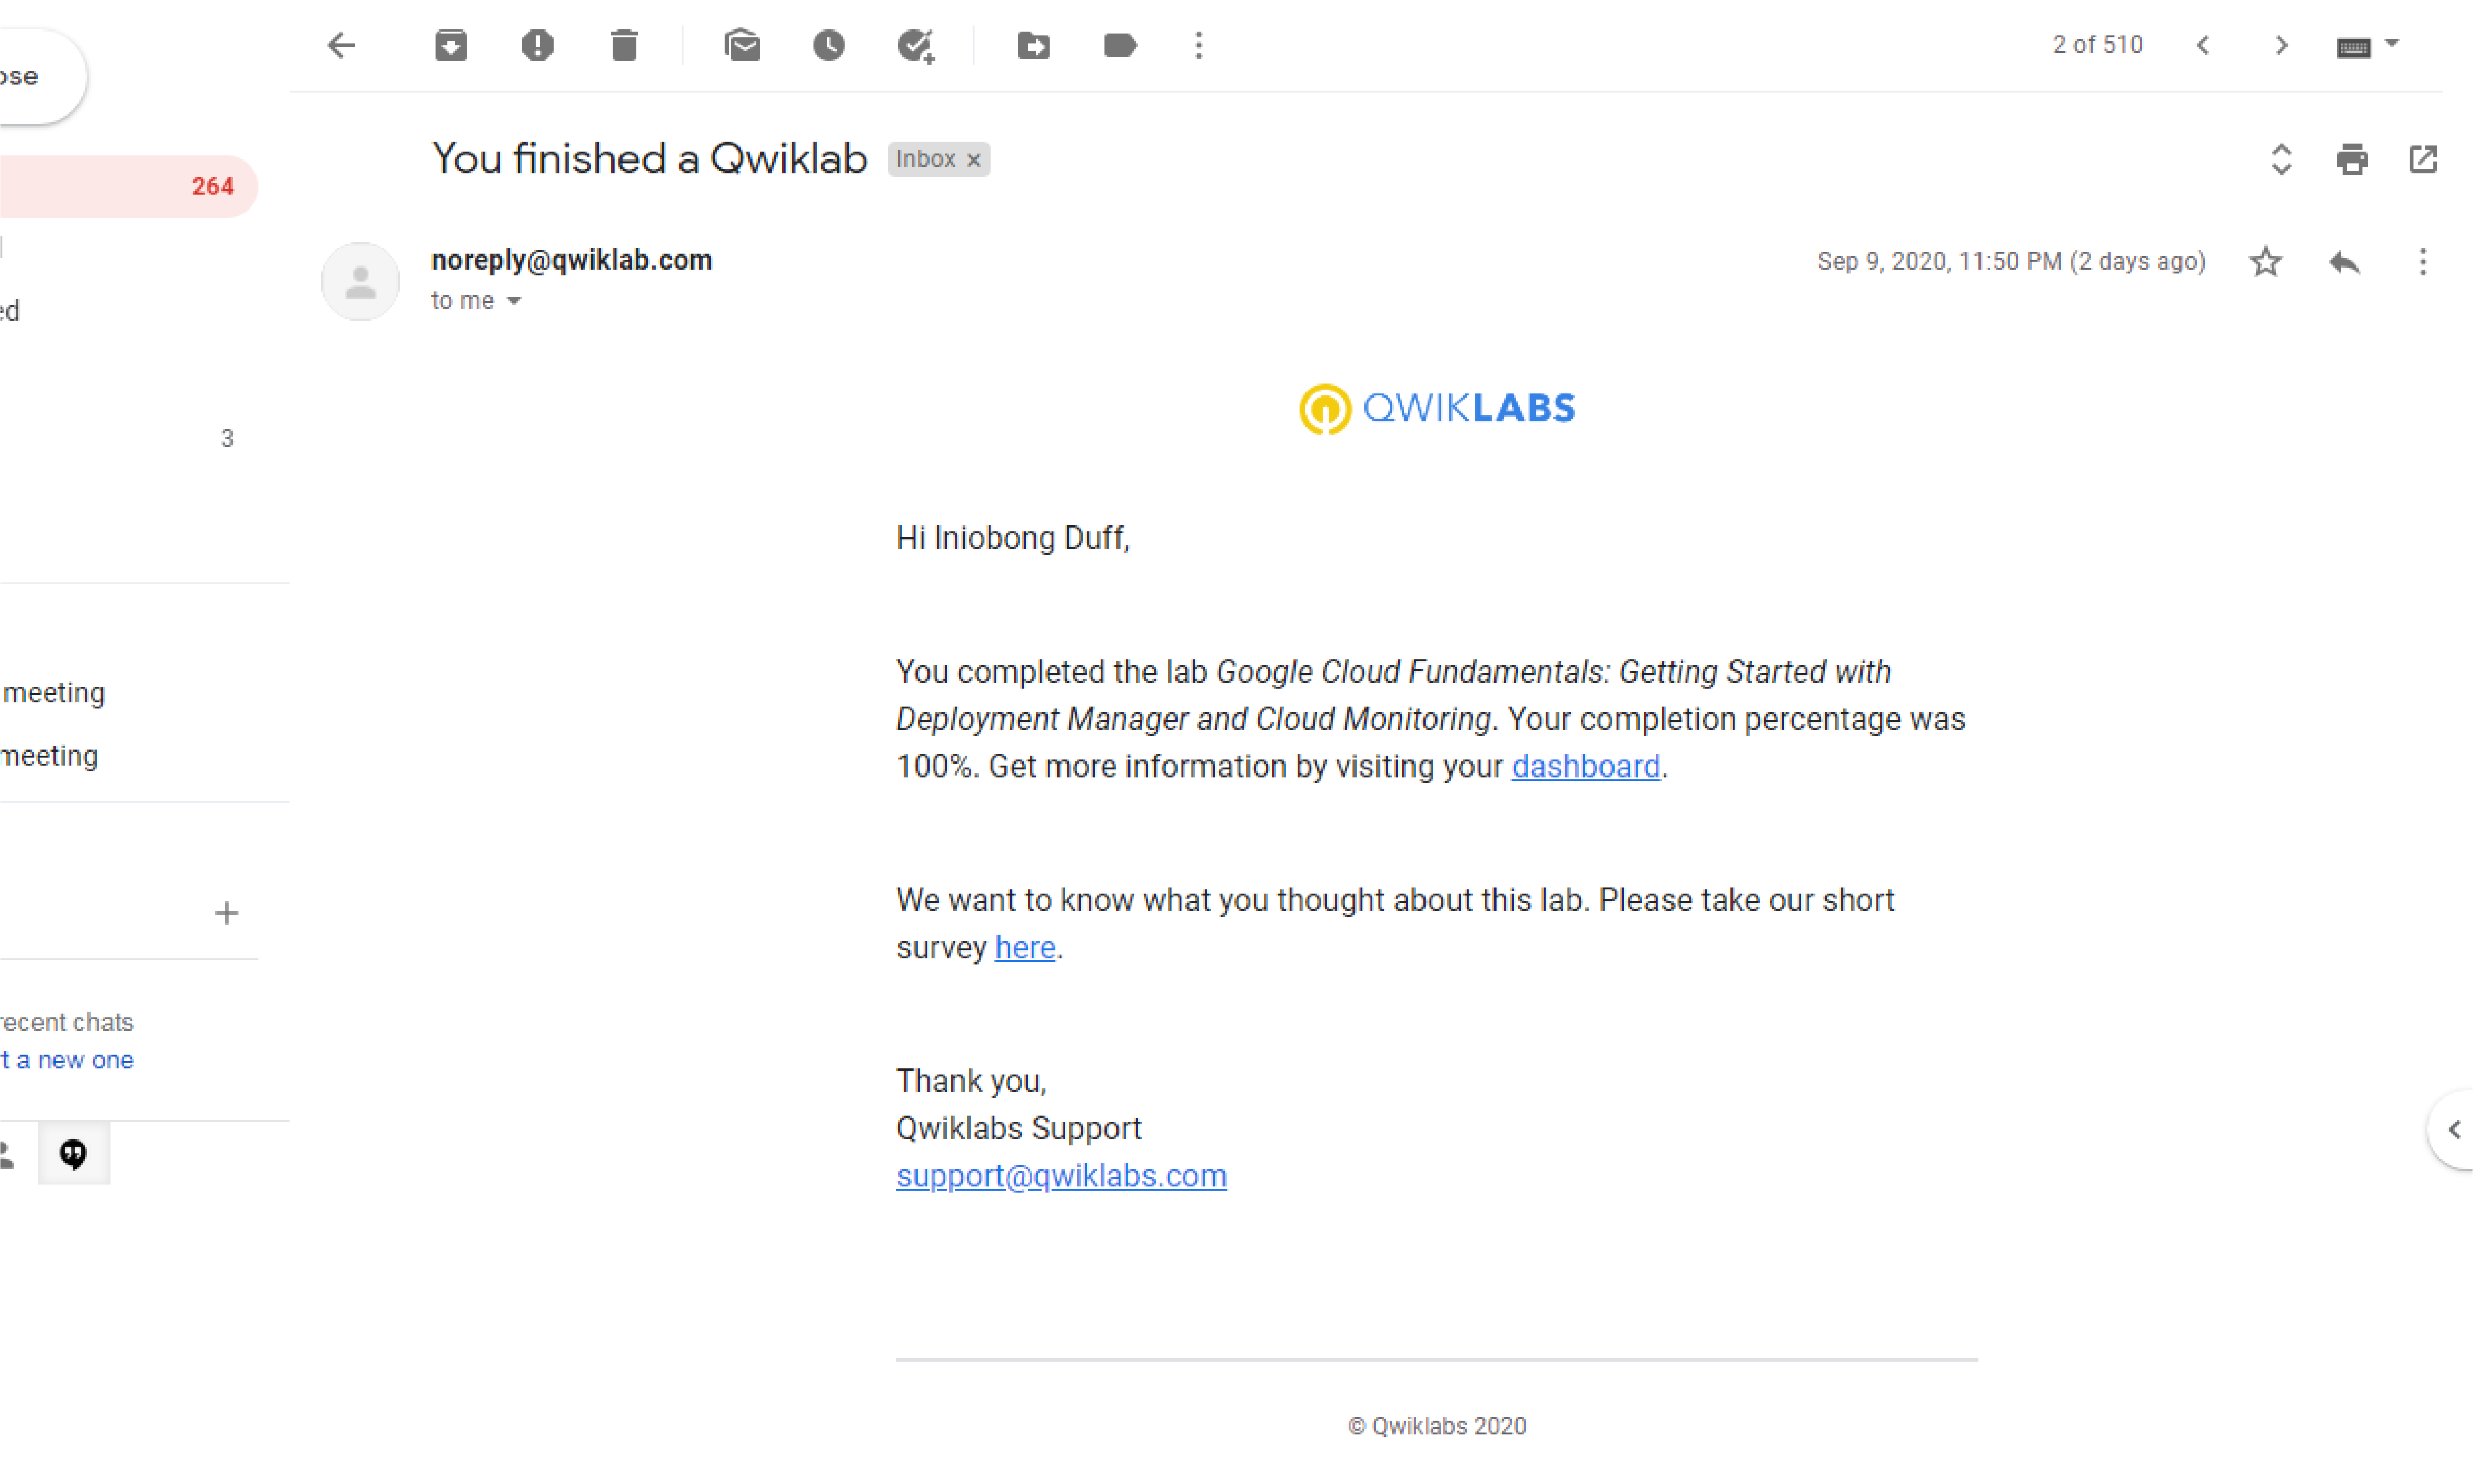 2 of 510
ose
You finished a Qwiklab Inbox x
264
noreply@qwiklab.com
Sep 9, 2020, 11:50 PM (2 days ago)
to me
ed
QWIKLABS
3
Hi Iniobong Duff,
You completed the lab Google Cloud Fundamentals: Getting Started with
Deployment Manager and Cloud Monitoring. Your completion percentage was
100%. Get more information by visiting your dashboard.
meeting
meeting
We want to know what you thought about this lab. Please take our short
survey here.
recent chats
t a new one
Thank you,
Qwiklabs Support
support@qwiklabs.com
© Qwiklabs 2020